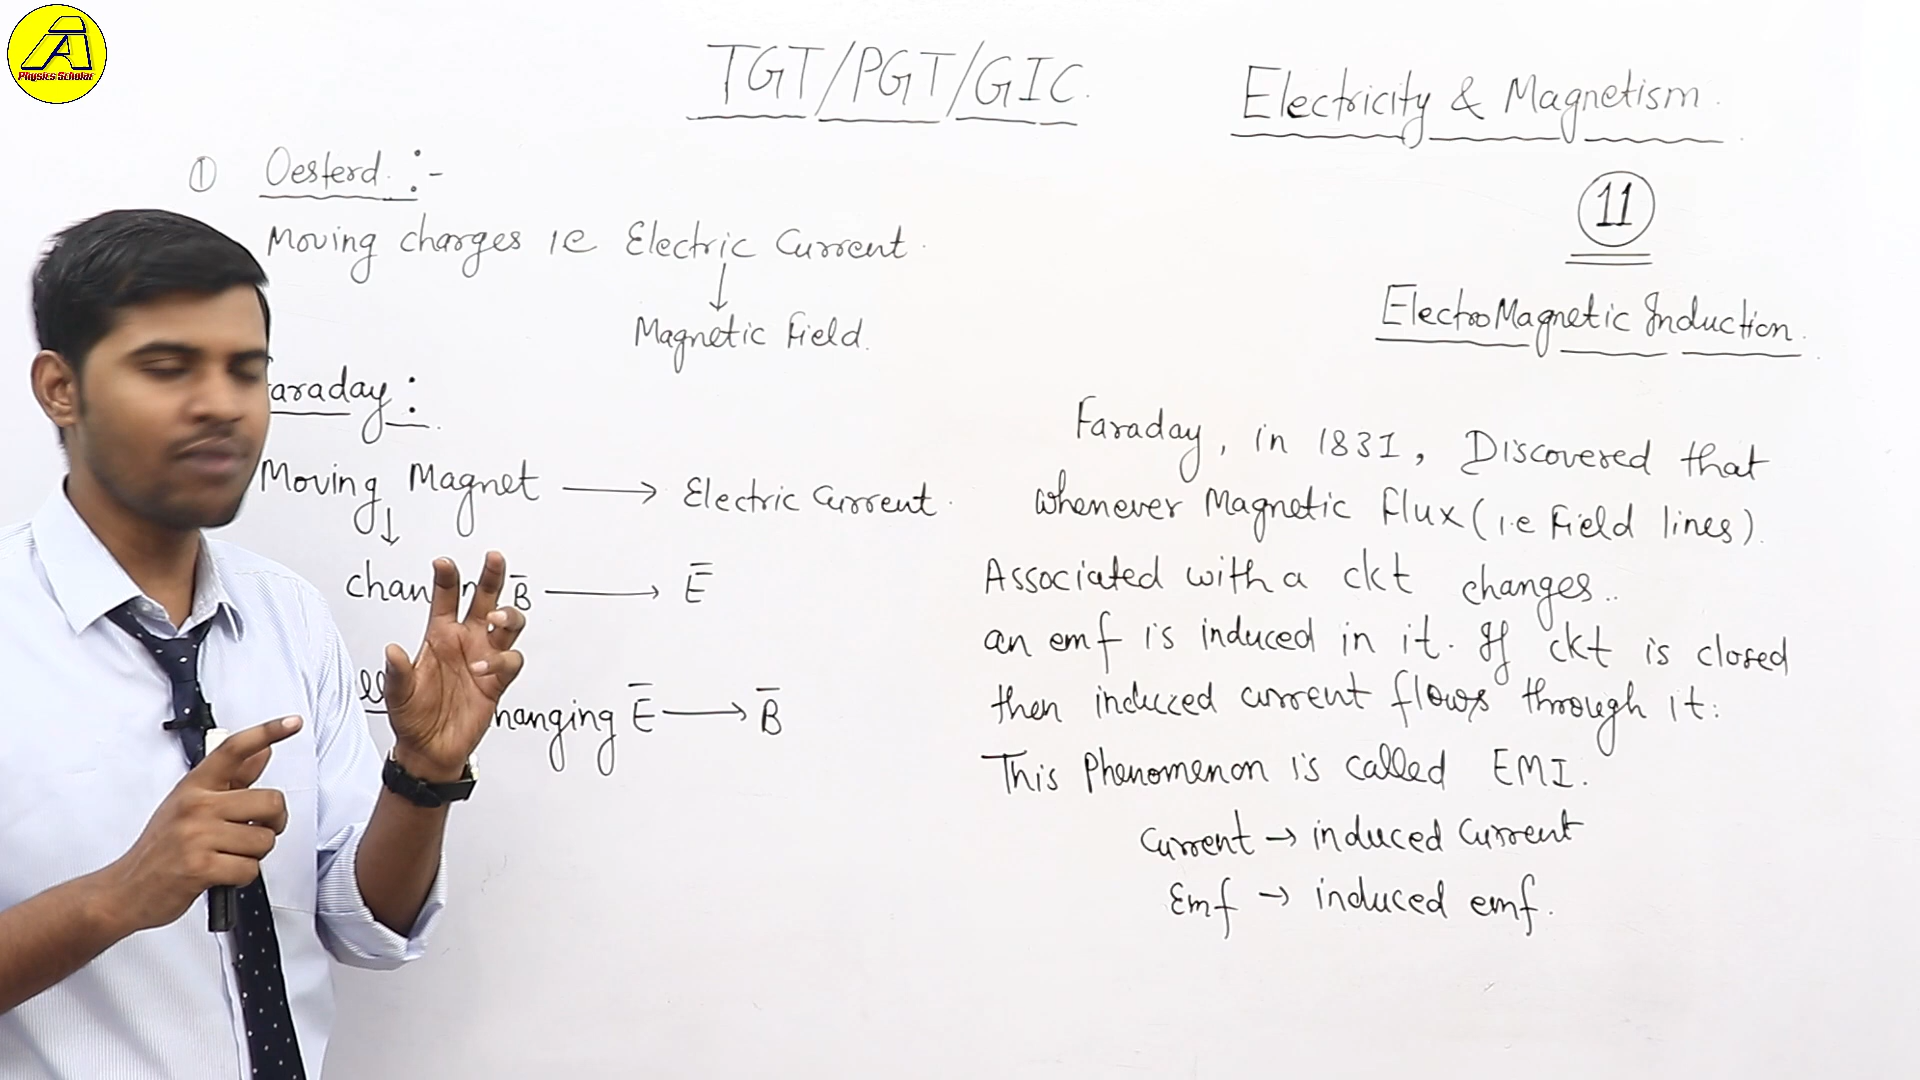 Physics Scholar
TGT/PGT/GIC.
Electricity & Magnetism.
① Oesterd :-
Moving charges ie Electric Current.
↓
Magnetic Field.
araday :
Moving Magnet → Electric Current.
↓
B̅ → E̅
hanging E̅ → B̅
11
ElectroMagnetic Induction.
Faraday, in 1831, Discovered that
whenever Magnetic flux (i.e Field lines).
Associated with a ckt changes..
an emf is induced in it. If ckt is closed
then induced current flows through it:
This Phenomenon is called EMI.
Current → induced Current
Emf → induced emf.